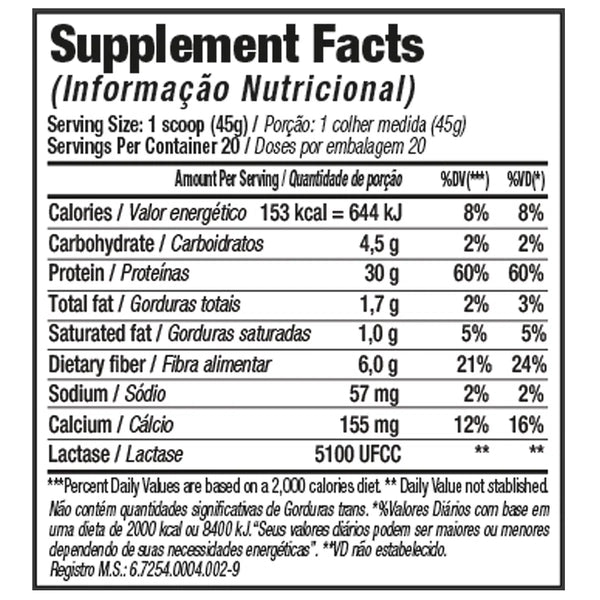 Supplement Facts
(Informação Nutricional)
Serving Size: 1 scoop (45g) / Porção: 1 colher medida (45g)
Servings Per Container 20 / Doses por embalagem 20
Amount Per Serving / Quantidade de porção %DV(***) %VD(*)
Calories / Valor energético 153 kcal = 644 kJ 8% 8%
Carbohydrate / Carboidratos 4,5 g 2% 2%
Protein / Proteínas 30 g 60% 60%
Total fat / Gorduras totais 1,7 g 2% 3%
Saturated fat / Gorduras saturadas 1,0 g 5% 5%
Dietary fiber / Fibra alimentar 6,0 g 21% 24%
Sodium / Sódio 57 mg 2% 2%
Calcium / Cálcio 155 mg 12% 16%
Lactase / Lactase 5100 UFCC ** **
***Percent Daily Values are based on a 2,000 calories diet. ** Daily Value not stablished.
Não contém quantidades significativas de Gorduras trans. *%Valores Diários com base em
uma dieta de 2000 kcal ou 8400 kJ.“Seus valores diários podem ser maiores ou menores
dependendo de suas necessidades energéticas”. **VD não estabelecido.
Registro M.S.: 6.7254.0004.002-9